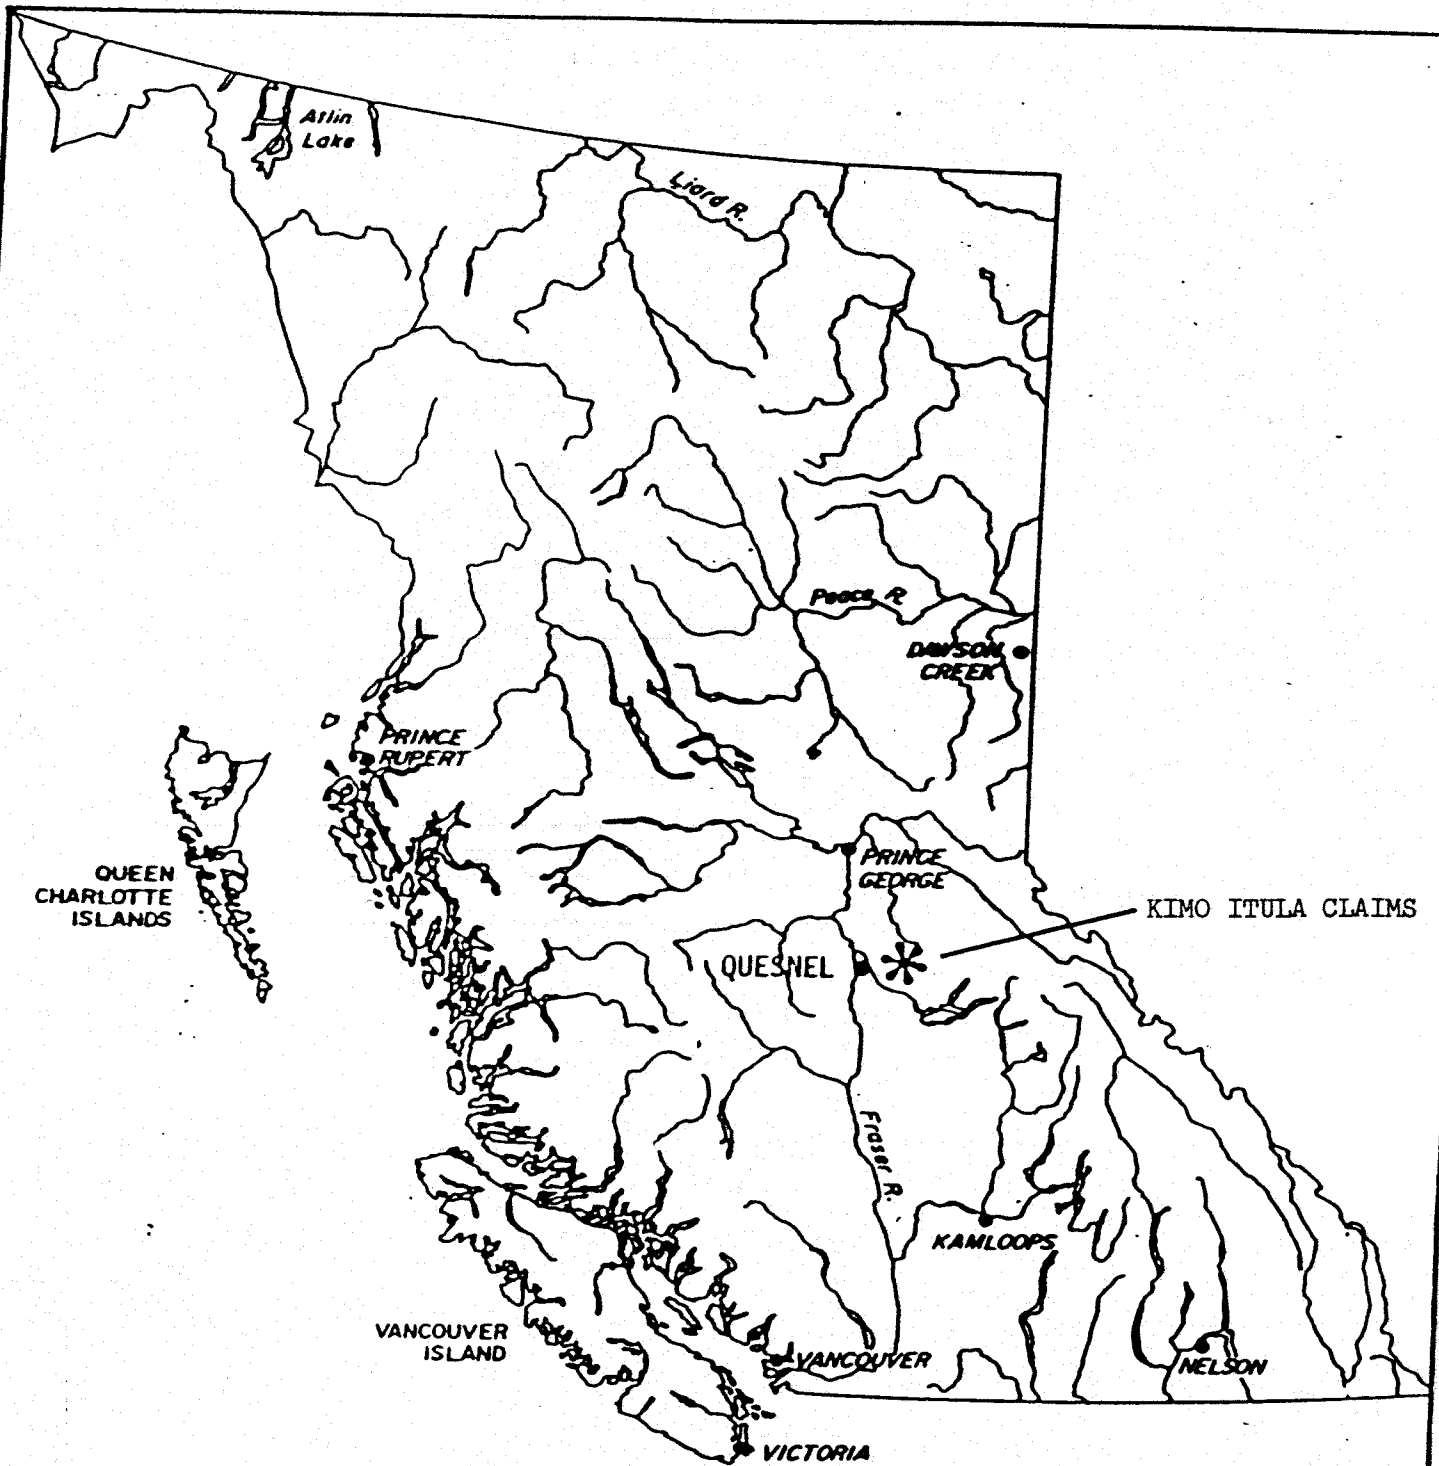 Atlin
Lake
Liard R.
Peace R.
DAWSON
CREEK
PRINCE
RUPERT
QUEEN
CHARLOTTE
ISLANDS
PRINCE
GEORGE
KIMO ITULA CLAIMS
QUESNEL
Fraser R.
KAMLOOPS
VANCOUVER
ISLAND
VANCOUVER
NELSON
VICTORIA